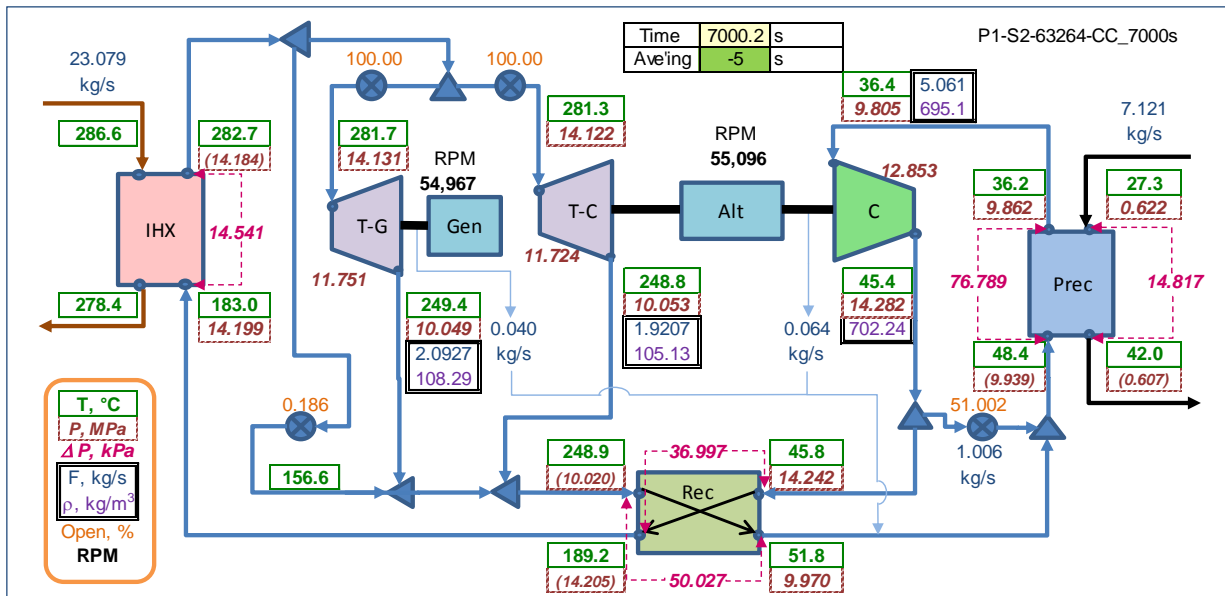 Time 7000.2 s
Ave'ing -5 s
P1-S2-63264-CC_7000s
23.079
kg/s
286.6
282.7
(14.184)
IHX
14.541
278.4
183.0
14.199
100.00
100.00
281.7
14.131
281.3
14.122
RPM
54,967
T-G
Gen
11.751
249.4
10.049
2.0927
108.29
0.040
kg/s
T-C
11.724
248.8
10.053
1.9207
105.13
RPM
55,096
Alt
0.064
kg/s
C
12.853
36.4
9.805
5.061
695.1
45.4
14.282
702.24
7.121
kg/s
36.2
9.862
27.3
0.622
76.789
Prec
14.817
48.4
(9.939)
42.0
(0.607)
51.002
1.006
kg/s
0.186
156.6
248.9
(10.020)
36.997
45.8
14.242
Rec
189.2
(14.205)
50.027
51.8
9.970
T, °C
P, MPa
ΔP, kPa
F, kg/s
ρ, kg/m³
Open, %
RPM